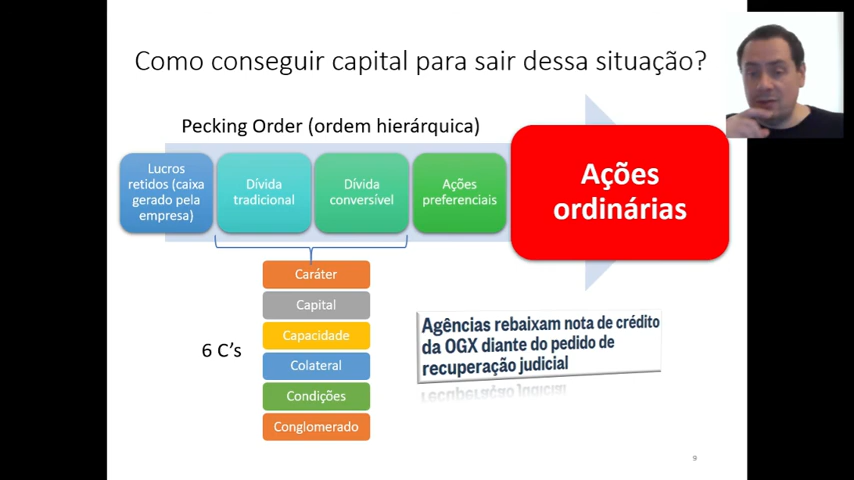 Como conseguir capital para sair dessa situação?
Pecking Order (ordem hierárquica)
Lucros
retidos (caixa
gerado pela
empresa)
Dívida
tradicional
Dívida
conversível
Ações
preferenciais
Ações
ordinárias
6 C’s
Caráter
Capital
Capacidade
Colateral
Condições
Conglomerado
Agências rebaixam nota de crédito
da OGX diante do pedido de
recuperação judicial
9